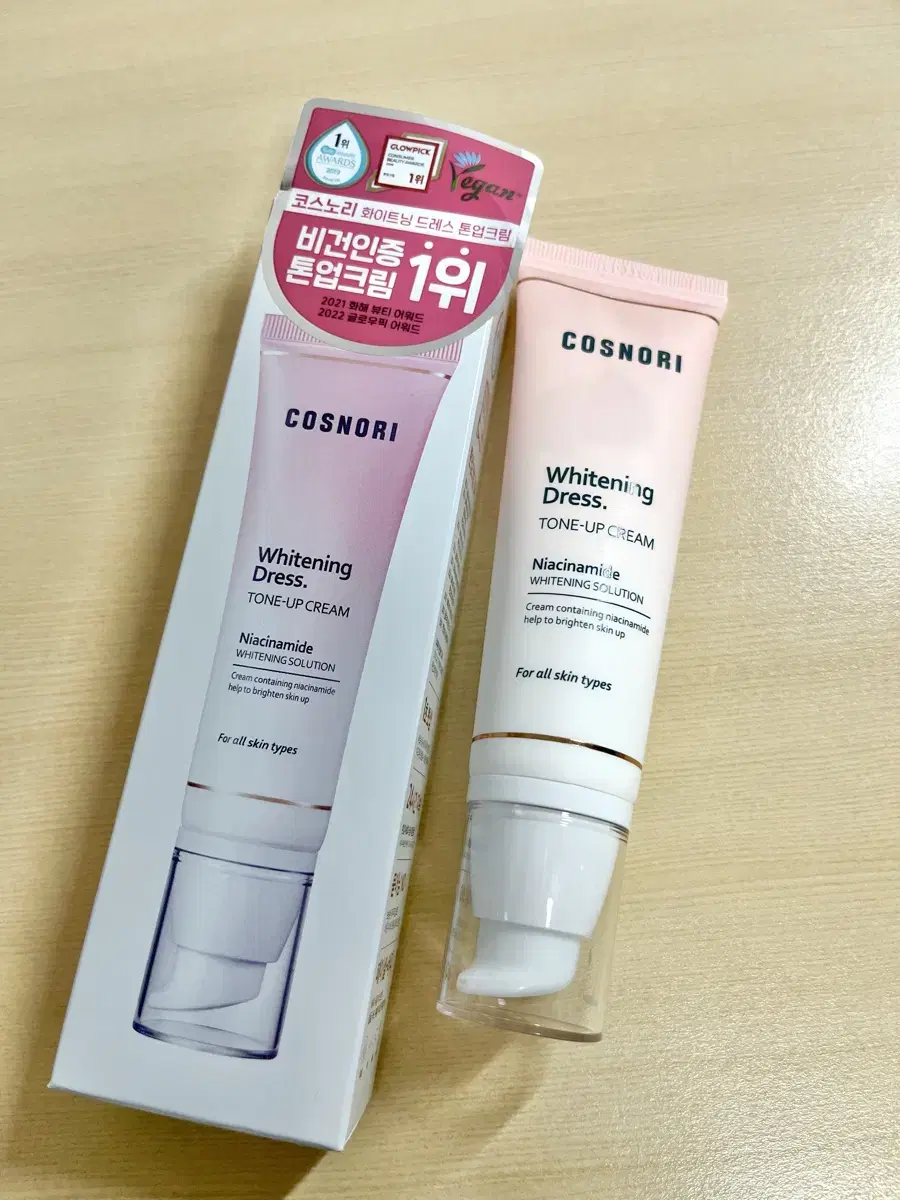 1위
AWARDS
GLOWPICK
CONSUMER
BEAUTY AWARDS
1위
Vegan
코스노리 화이트닝 드레스 톤업크림
비건인증
톤업크림 1위
2021 화해 뷰티 어워드
2022 글로우픽 어워드
COSNORI
Whitening
Dress.
TONE-UP CREAM
Niacinamide
WHITENING SOLUTION
Cream containing niacinamide
help to brighten skin up
For all skin types
COSNORI
Whitening
Dress.
TONE-UP CREAM
Niacinamide
WHITENING SOLUTION
Cream containing niacinamide
help to brighten skin up
For all skin types